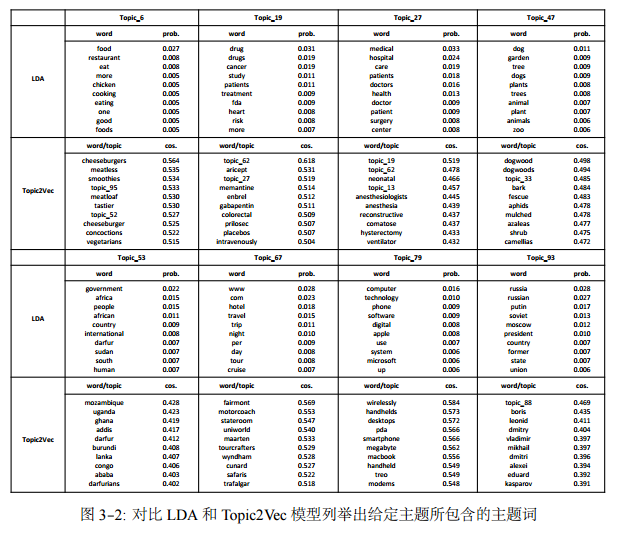 Topic_6 Topic_19 Topic_27 Topic_47
LDA
word prob. word prob. word prob. word prob.
food 0.027 drug 0.031 medical 0.033 dog 0.011
restaurant 0.008 drugs 0.019 hospital 0.024 garden 0.009
eat 0.008 cancer 0.019 care 0.019 tree 0.009
more 0.005 study 0.011 patients 0.018 dogs 0.009
chicken 0.005 patients 0.011 doctors 0.016 plants 0.008
cooking 0.005 treatment 0.009 health 0.013 trees 0.008
eating 0.005 fda 0.009 doctor 0.009 animal 0.007
one 0.005 heart 0.008 patient 0.009 plant 0.007
good 0.005 risk 0.008 surgery 0.008 animals 0.006
foods 0.005 more 0.007 center 0.008 zoo 0.006
Topic2Vec
word/topic cos. word/topic cos. word/topic cos. word/topic cos.
cheeseburgers 0.564 topic_62 0.618 topic_19 0.519 dogwood 0.498
meatless 0.535 aricept 0.531 topic_62 0.478 dogwoods 0.494
smoothies 0.534 topic_27 0.519 neonatal 0.466 topic_33 0.485
topic_95 0.533 memantine 0.514 topic_13 0.457 bark 0.484
meatloaf 0.530 enbrel 0.512 anesthesiologists 0.445 fescue 0.483
tastier 0.530 gabapentin 0.511 anesthesia 0.439 aphids 0.478
topic_52 0.527 colorectal 0.509 reconstructive 0.437 mulched 0.478
cheeseburger 0.525 prilosec 0.507 comatose 0.437 azaleas 0.477
concoctions 0.522 placebos 0.507 hysterectomy 0.433 shrub 0.475
vegetarians 0.515 intravenously 0.504 ventilator 0.432 camellias 0.472
Topic_53 Topic_67 Topic_79 Topic_93
LDA
word prob. word prob. word prob. word prob.
government 0.022 www 0.028 computer 0.016 russia 0.028
africa 0.015 com 0.023 technology 0.010 russian 0.027
people 0.015 hotel 0.018 phone 0.009 putin 0.017
african 0.011 travel 0.015 software 0.009 soviet 0.013
country 0.009 trip 0.011 digital 0.008 moscow 0.012
international 0.008 night 0.010 apple 0.008 president 0.010
darfur 0.007 per 0.009 use 0.007 country 0.007
sudan 0.007 day 0.008 system 0.006 former 0.007
south 0.007 tour 0.008 microsoft 0.006 state 0.007
human 0.007 cruise 0.007 up 0.006 union 0.006
Topic2Vec
word/topic cos. word/topic cos. word/topic cos. word/topic cos.
mozambique 0.428 fairmont 0.569 wirelessly 0.584 topic_88 0.469
uganda 0.423 motorcoach 0.553 handhelds 0.573 boris 0.435
ghana 0.419 stateroom 0.547 desktops 0.572 leonid 0.411
addis 0.417 uniworld 0.540 pda 0.566 dmitry 0.404
darfur 0.412 maarten 0.533 smartphone 0.566 vladimir 0.397
burundi 0.408 tourcrafters 0.529 megabyte 0.562 mikhail 0.397
lanka 0.407 wyndham 0.528 macbook 0.556 dmitri 0.396
congo 0.406 cunard 0.527 handheld 0.549 alexei 0.394
ababa 0.403 safaris 0.522 treo 0.549 eduard 0.392
darfurians 0.402 trafalgar 0.518 modems 0.548 kasparov 0.391
图 3-2: 对比 LDA 和 Topic2Vec 模型列举出给定主题所包含的主题词